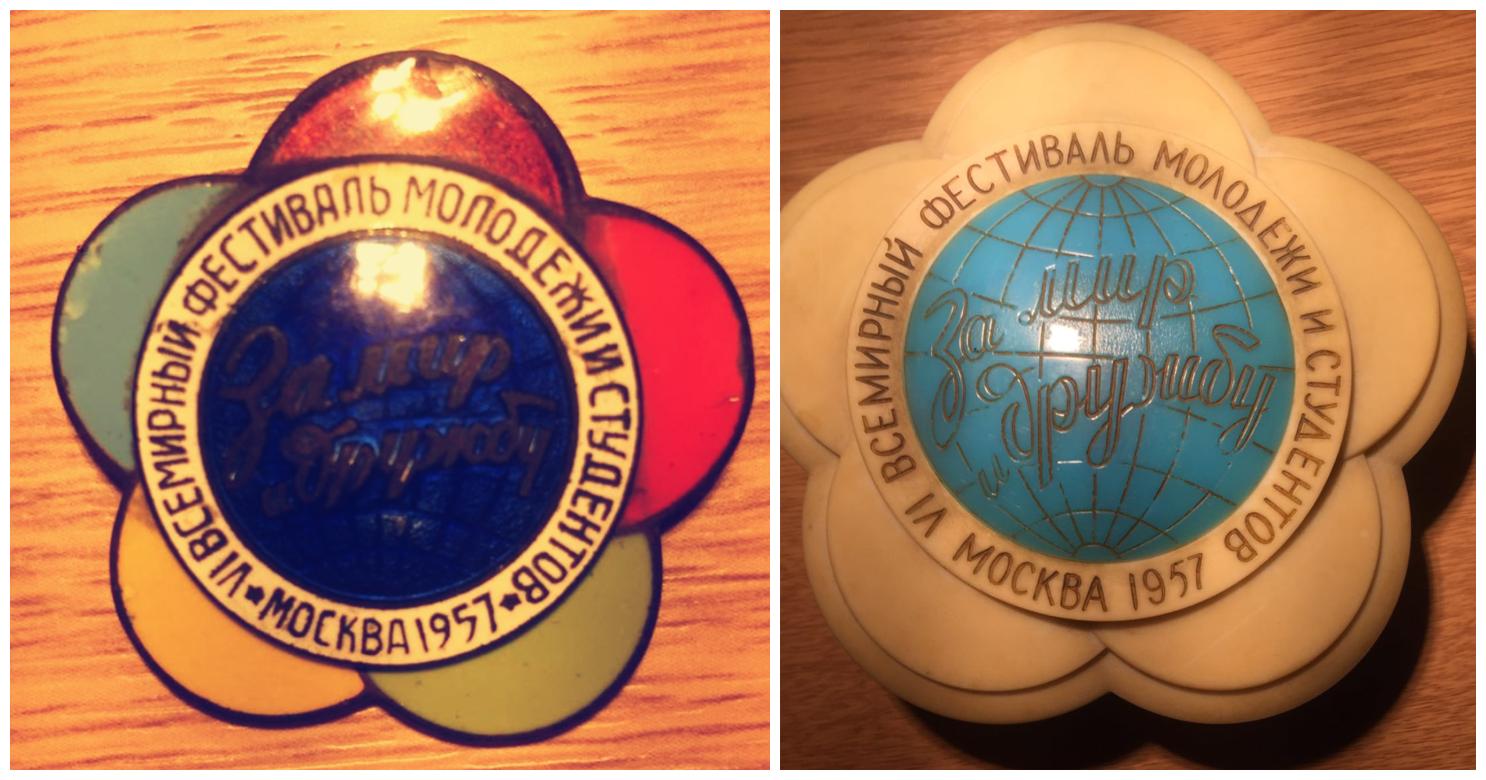 VI ВСЕМИРНЫЙ ФЕСТИВАЛЬ МОЛОДЕЖИ И СТУДЕНТОВ
★ МОСКВА 1957 ★
За мир
и дружбу
VI ВСЕМИРНЫЙ ФЕСТИВАЛЬ МОЛОДЕЖИ И СТУДЕНТОВ
МОСКВА 1957
За мир
и дружбу